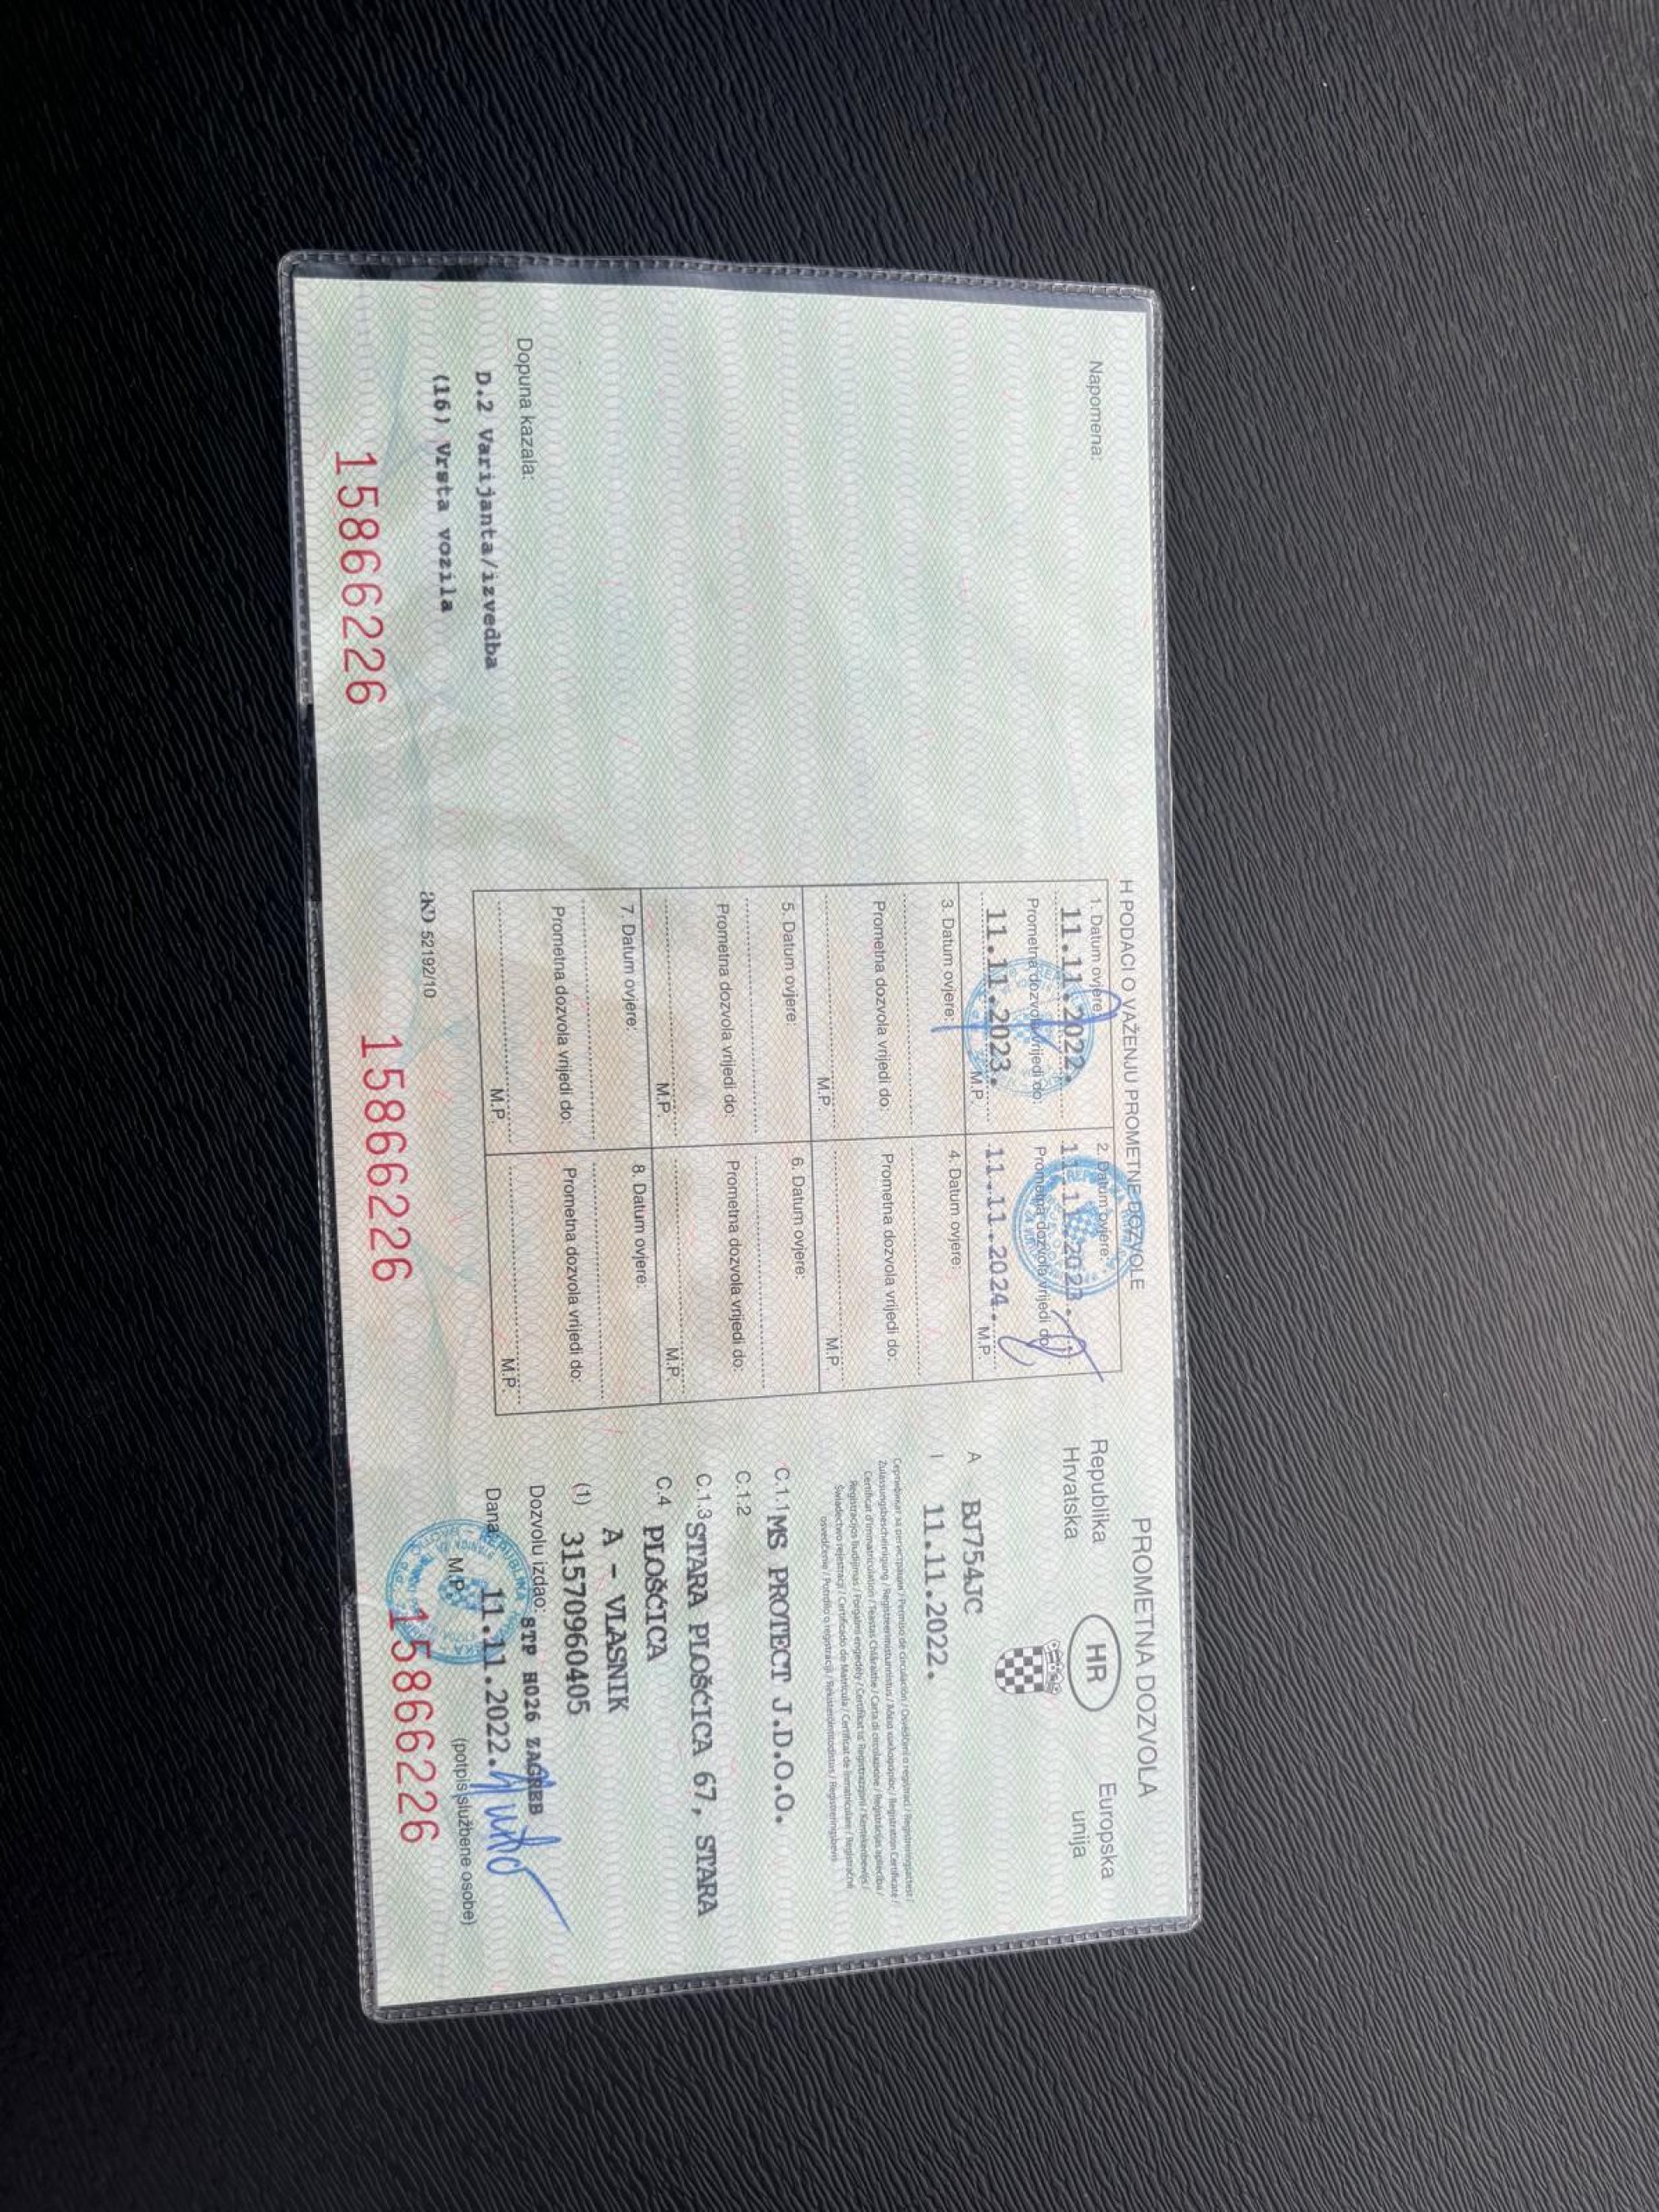 Napomena:
Dopuna kazala:
D.2 Varijanta/izvedba
(16) Vrsta vozila
15866226
H PODACI O VAŽENJU PROMETNE DOZVOLE
1. Datum ovjere:
11.11.2022.
Prometna dozvola vrijedi do:
11.11.2023.
M.P.
2. Datum ovjere:
11.11.2023.
Prometna dozvola vrijedi do:
11.11.2024.
M.P.
3. Datum ovjere:
Prometna dozvola vrijedi do:
M.P.
4. Datum ovjere:
Prometna dozvola vrijedi do:
M.P.
5. Datum ovjere:
Prometna dozvola vrijedi do:
M.P.
6. Datum ovjere:
Prometna dozvola vrijedi do:
M.P.
7. Datum ovjere:
Prometna dozvola vrijedi do:
M.P.
8. Datum ovjere:
Prometna dozvola vrijedi do:
M.P.
AKD 52192/10
15866226
PROMETNA DOZVOLA
Republika
Hrvatska
HR
Europska
unija
A BJ754JC
I 11.11.2022.
C.1.1 MS PROTECT J.D.O.O.
C.1.2
C.1.3 STARA PLOŠĆICA 67, STARA
PLOŠĆICA
C.4 A - VLASNIK
(1) 31570960405
Dozvolu izdao: STP H026 ZAGREB
Dana: 11.11.2022.
M.P.
(potpis službene osobe)
15866226